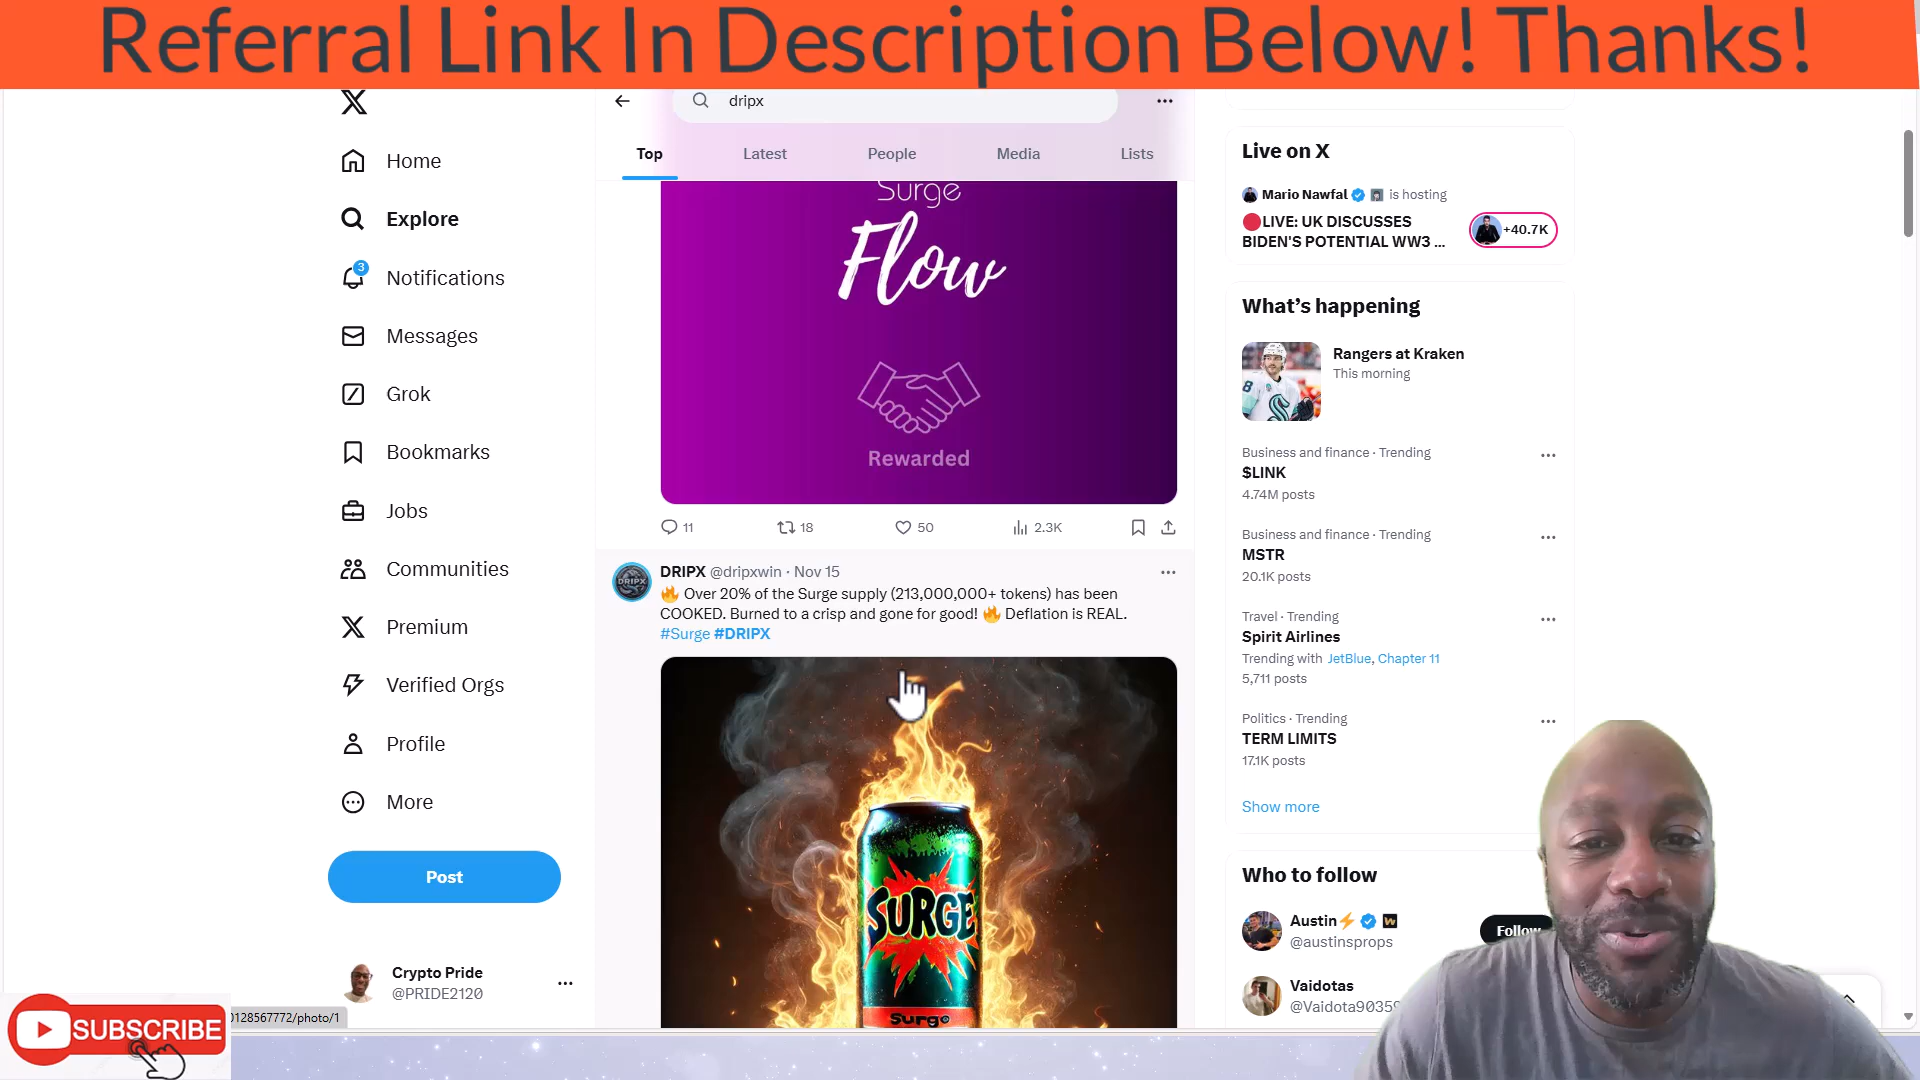 Referral Link In Description Below! Thanks!
dripx
Top
Latest
People
Media
Lists
Home
Explore
3
Notifications
Messages
Grok
Bookmarks
Jobs
Communities
Premium
Verified Orgs
Profile
More
Post
Crypto Pride
@PRIDE2120
0128567772/photo/1
SUBSCRIBE
Surge
Flow
Rewarded
11
18
50
2.3K
DRIPX @dripxwin · Nov 15
🔥 Over 20% of the Surge supply (213,000,000+ tokens) has been
COOKED. Burned to a crisp and gone for good! 🔥 Deflation is REAL.
#Surge #DRIPX
DRIPX
SURGE
Surge
Live on X
Mario Nawfal is hosting
🔴LIVE: UK DISCUSSES
BIDEN'S POTENTIAL WW3 ...
+40.7K
What's happening
Rangers at Kraken
This morning
Business and finance · Trending
$LINK
4.74M posts
Business and finance · Trending
MSTR
20.1K posts
Travel · Trending
Spirit Airlines
Trending with JetBlue, Chapter 11
5,711 posts
Politics · Trending
TERM LIMITS
17.1K posts
Show more
Who to follow
Austin⚡
@austinsprops
Follow
Vaidotas
@Vaidota90359